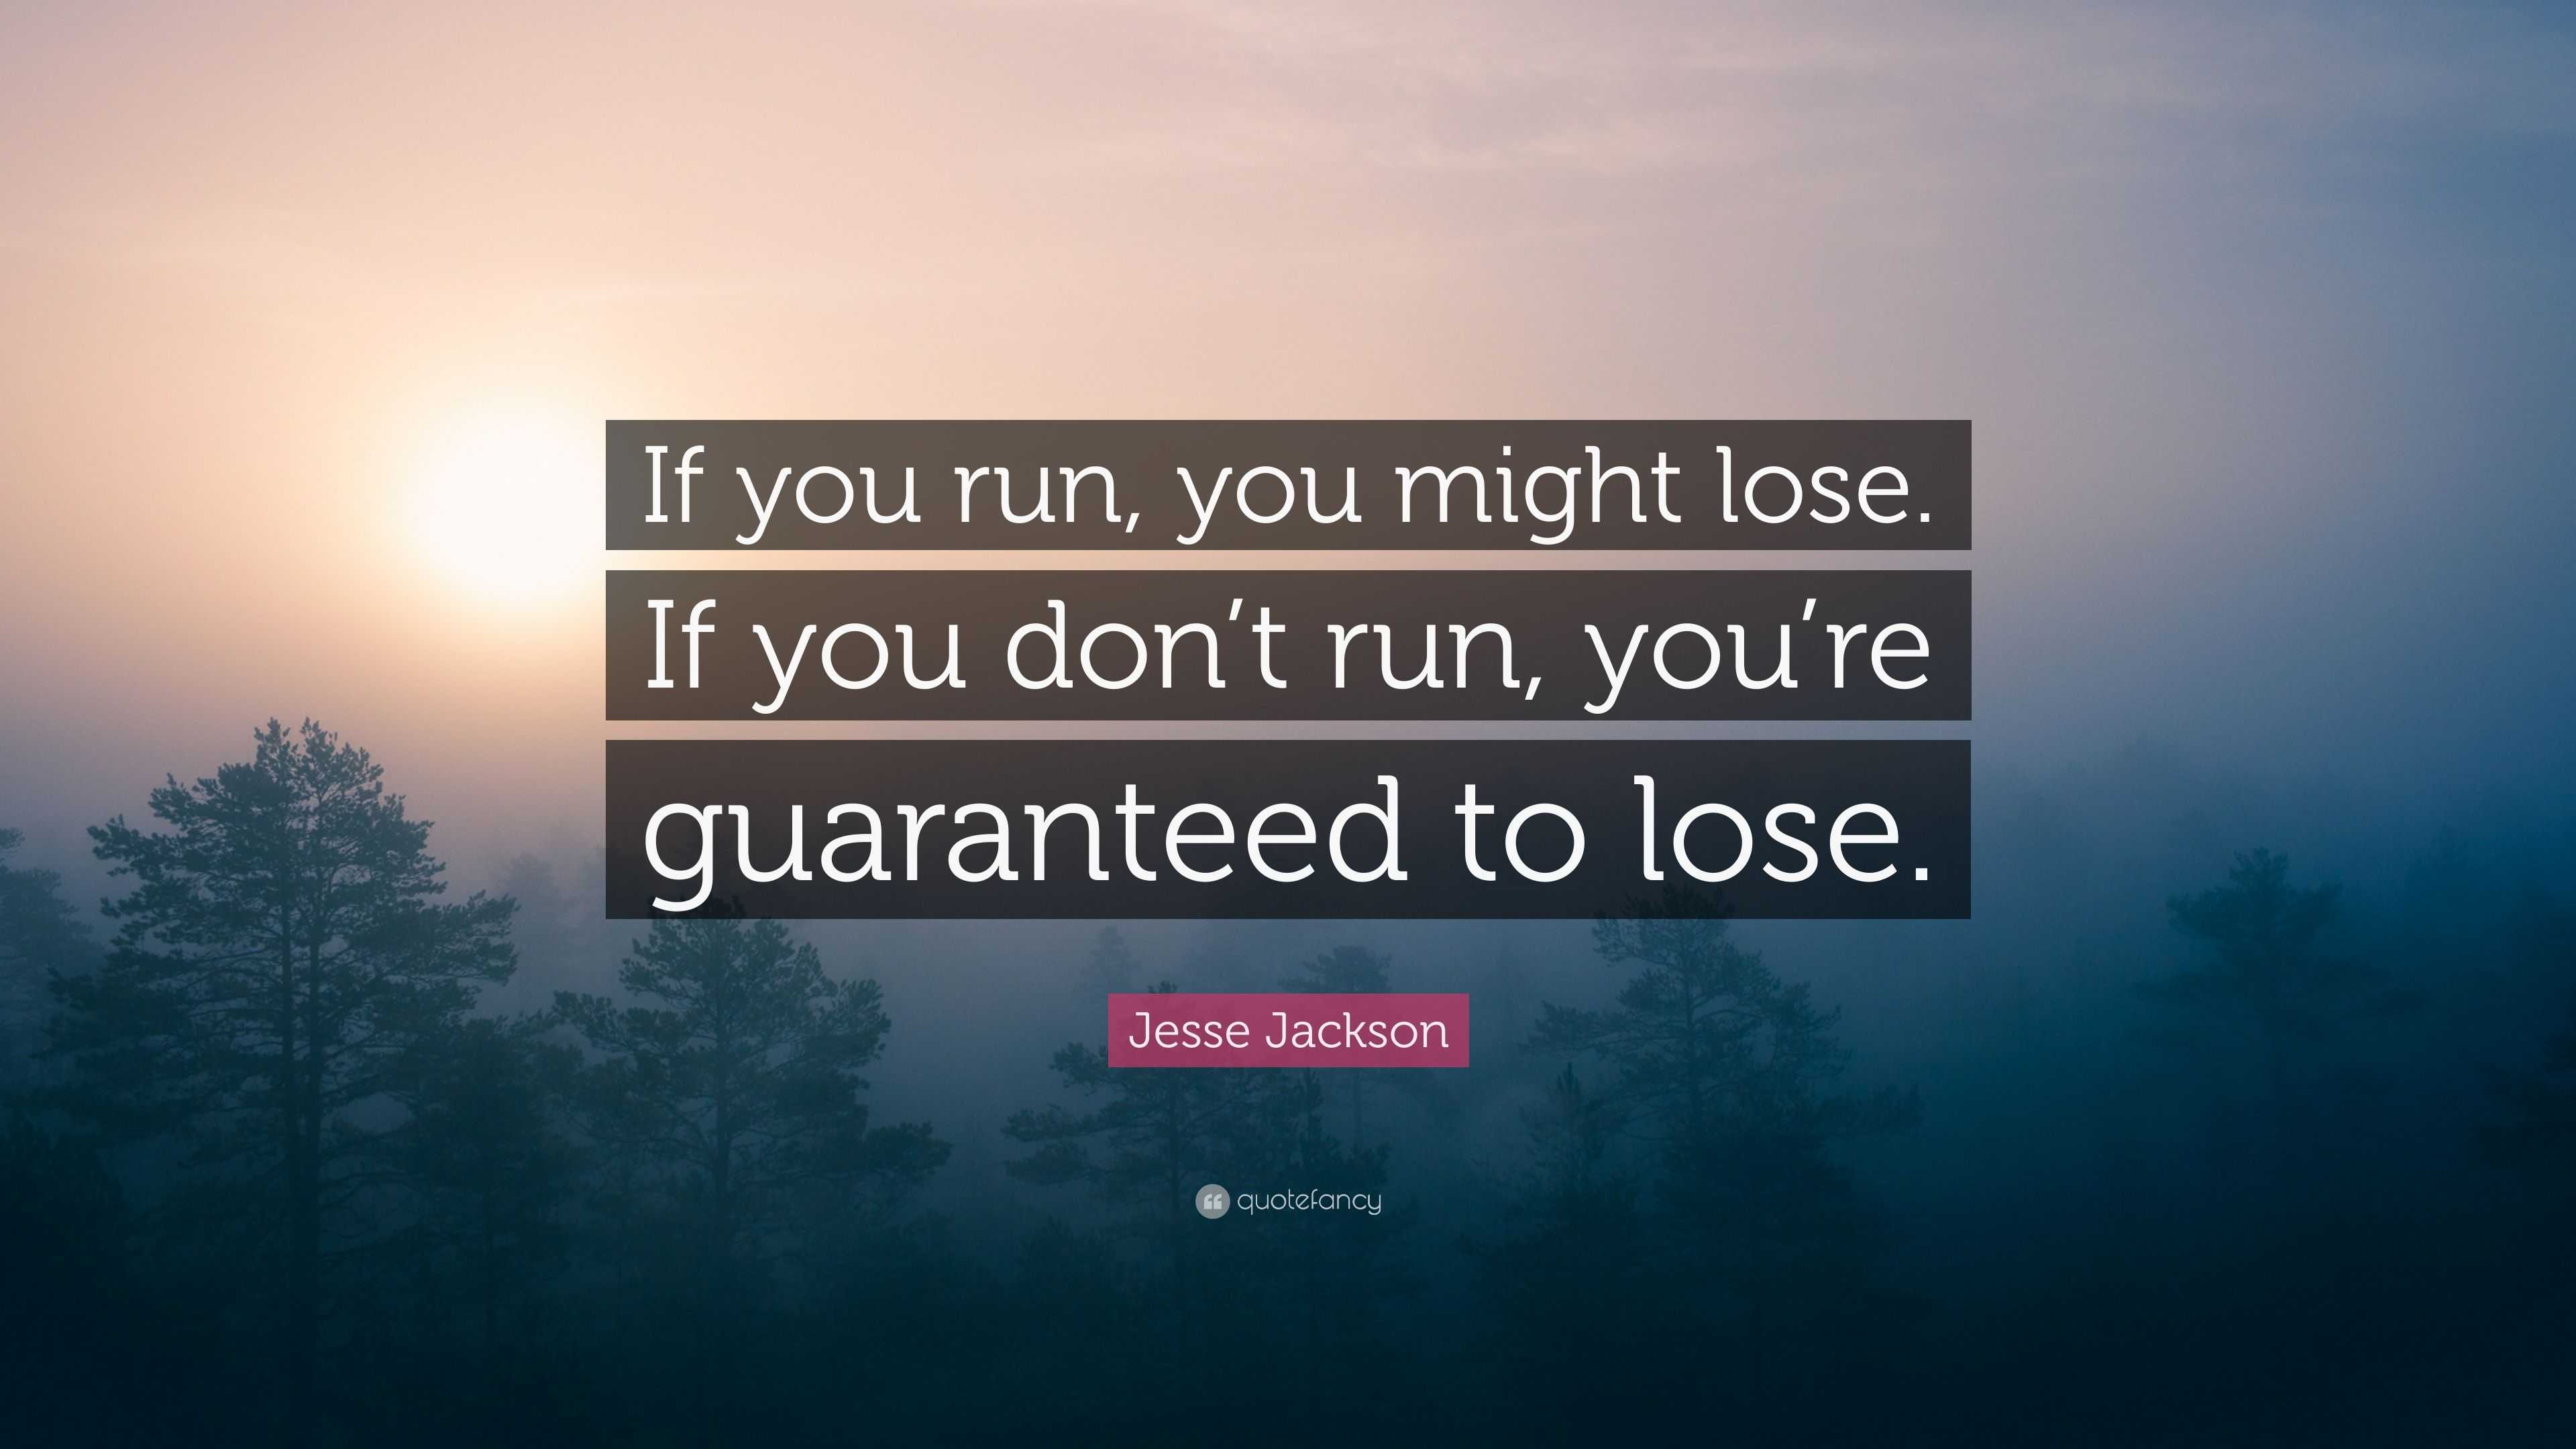 If you run, you might lose.
If you don’t run, you’re
guaranteed to lose.
Jesse Jackson
quotefancy